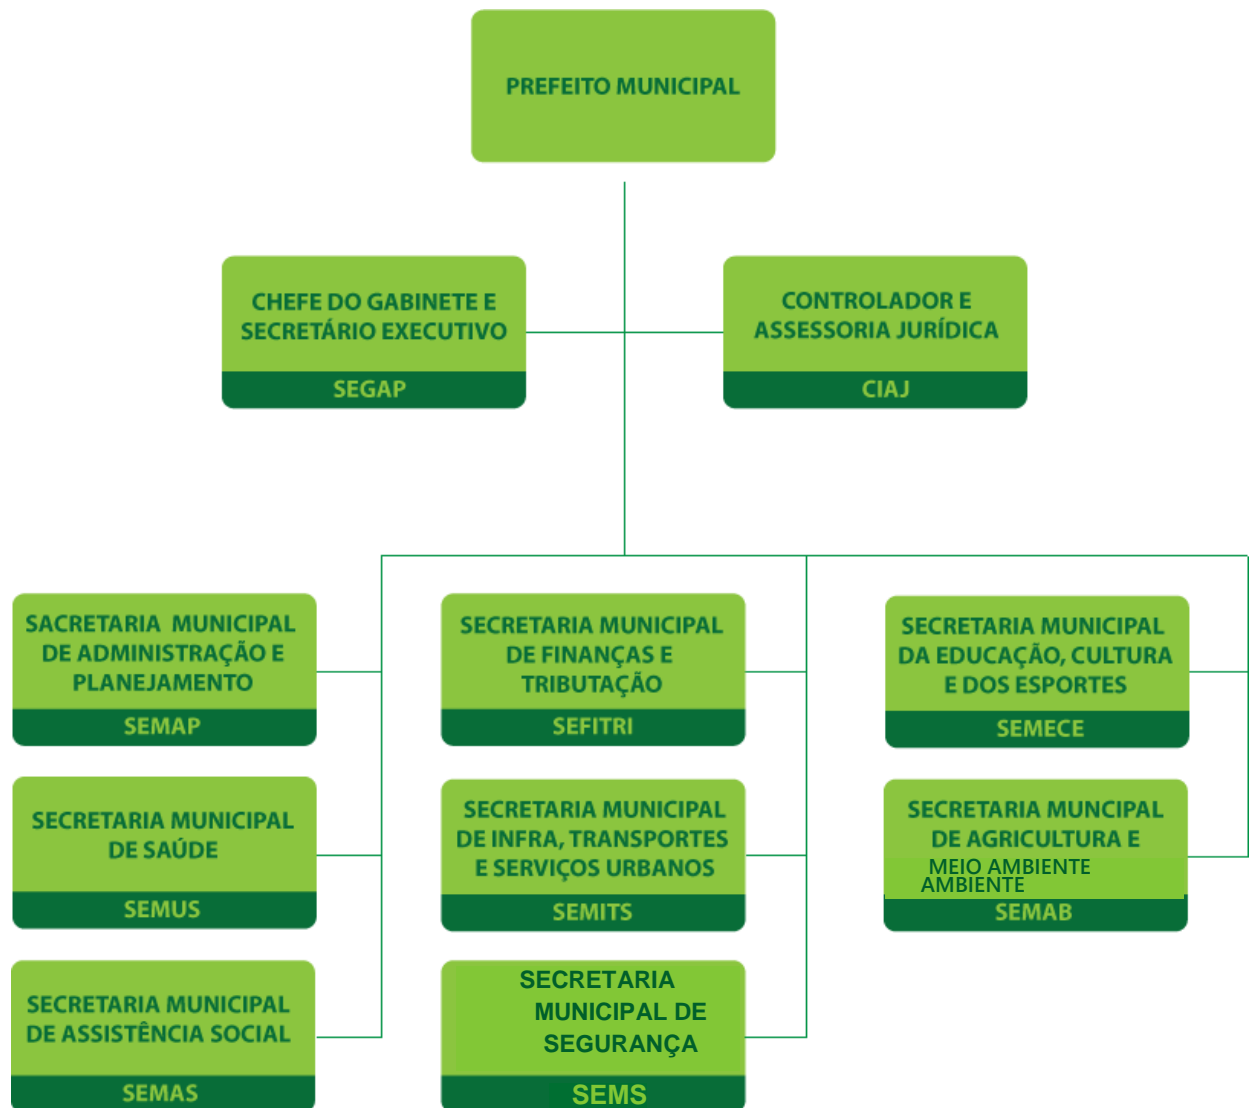 PREFEITO MUNICIPAL
CHEFE DO GABINETE E
SECRETÁRIO EXECUTIVO
SEGAP
CONTROLADOR E
ASSESSORIA JURÍDICA
CIAJ
SACRETARIA MUNICIPAL
DE ADMINISTRAÇÃO E
PLANEJAMENTO
SEMAP
SECRETARIA MUNICIPAL
DE FINANÇAS E
TRIBUTAÇÃO
SEFITRI
SECRETARIA MUNICIPAL
DA EDUCAÇÃO, CULTURA
E DOS ESPORTES
SEMECE
SECRETARIA MUNICIPAL
DE SAÚDE
SEMUS
SECRETARIA MUNICIPAL
DE INFRA, TRANSPORTES
E SERVIÇOS URBANOS
SEMITS
SECRETARIA MUNCIPAL
DE AGRICULTURA E
MEIO AMBIENTE
AMBIENTE
SEMAB
SECRETARIA MUNICIPAL
DE ASSISTÊNCIA SOCIAL
SEMAS
SECRETARIA
MUNICIPAL DE
SEGURANÇA
SEMS